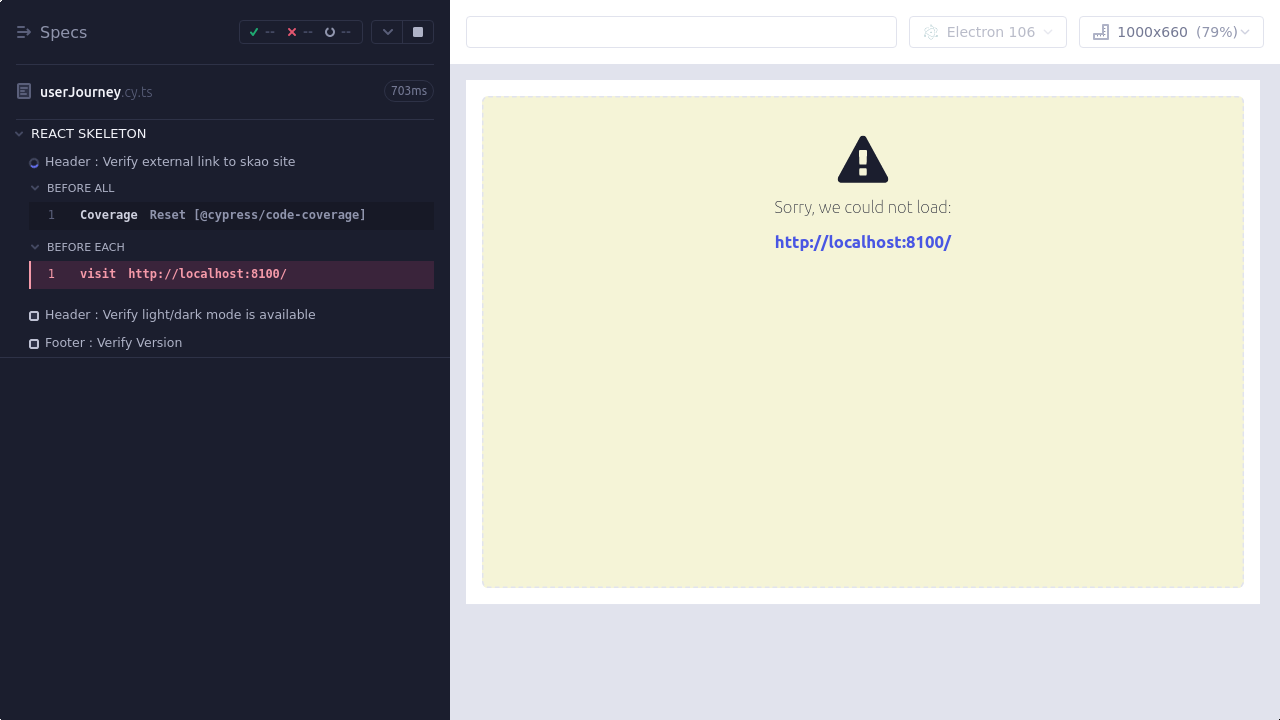 Specs
-- -- --
userJourney.cy.ts 703ms
REACT SKELETON
Header : Verify external link to skao site
BEFORE ALL
1 Coverage Reset [@cypress/code-coverage]
BEFORE EACH
1 visit http://localhost:8100/
Header : Verify light/dark mode is available
Footer : Verify Version
Electron 106
1000x660 (79%)
Sorry, we could not load:
http://localhost:8100/